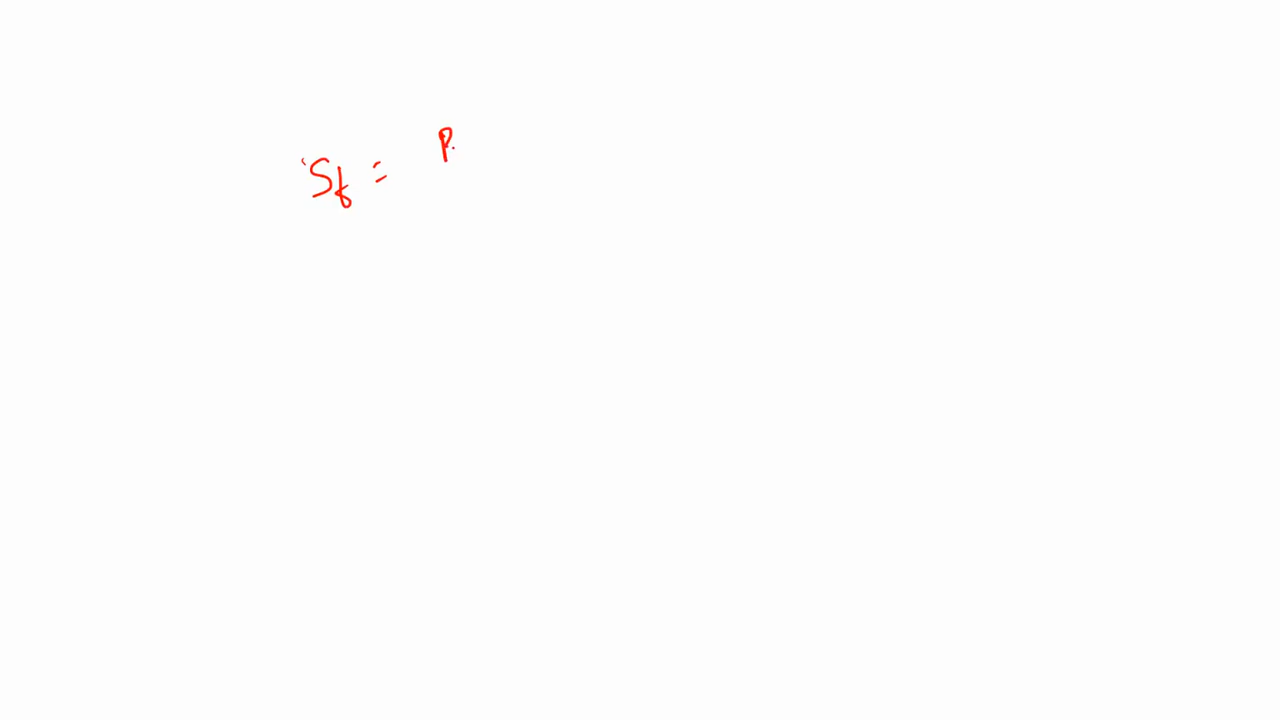 Sf = P.